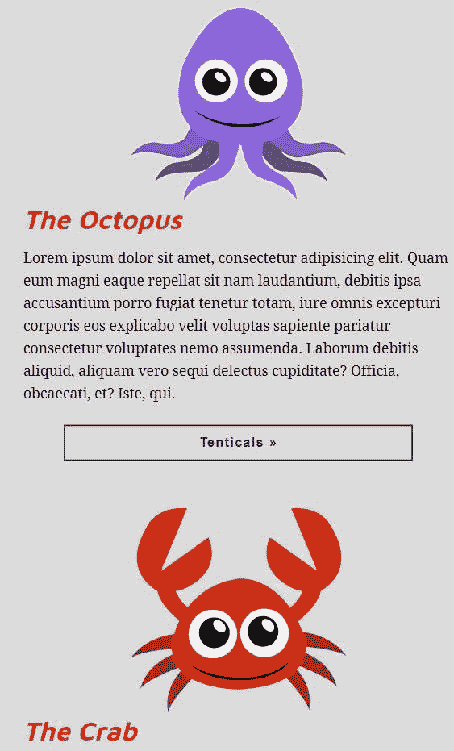 The Octopus
Lorem ipsum dolor sit amet, consectetur adipisicing elit. Quam
eum magni eaque repellat sit nam laudantium, debitis ipsa
accusantium porro fugiat tenetur totam, iure omnis excepturi
corporis eos explicabo velit voluptas sapiente pariatur
consectetur voluptates nemo assumenda. Laborum debitis
aliquid, aliquam vero sequi delectus cupiditate? Officia,
obcaecati, et? Iste, qui.
Tenticals »
The Crab